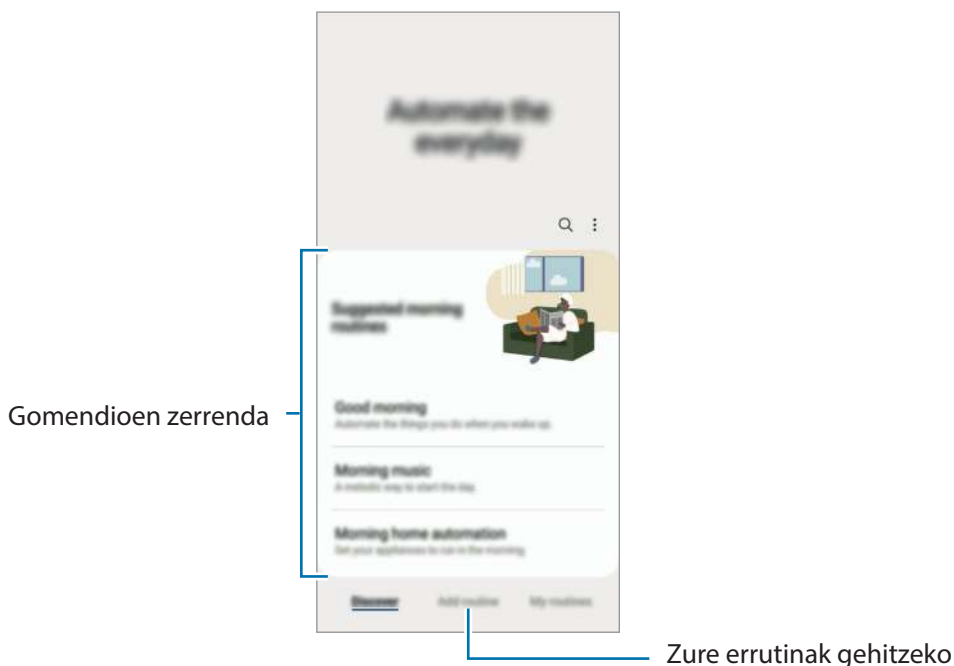 Automate the
everyday
Suggested morning
routines
Good morning
Automate the things you do when you wake up.
Morning music
A melodic way to start the day.
Morning home automation
Set your appliances to run in the morning.
Gomendioen zerrenda
Discover
Add routine
My routines
Zure errutinak gehitzeko